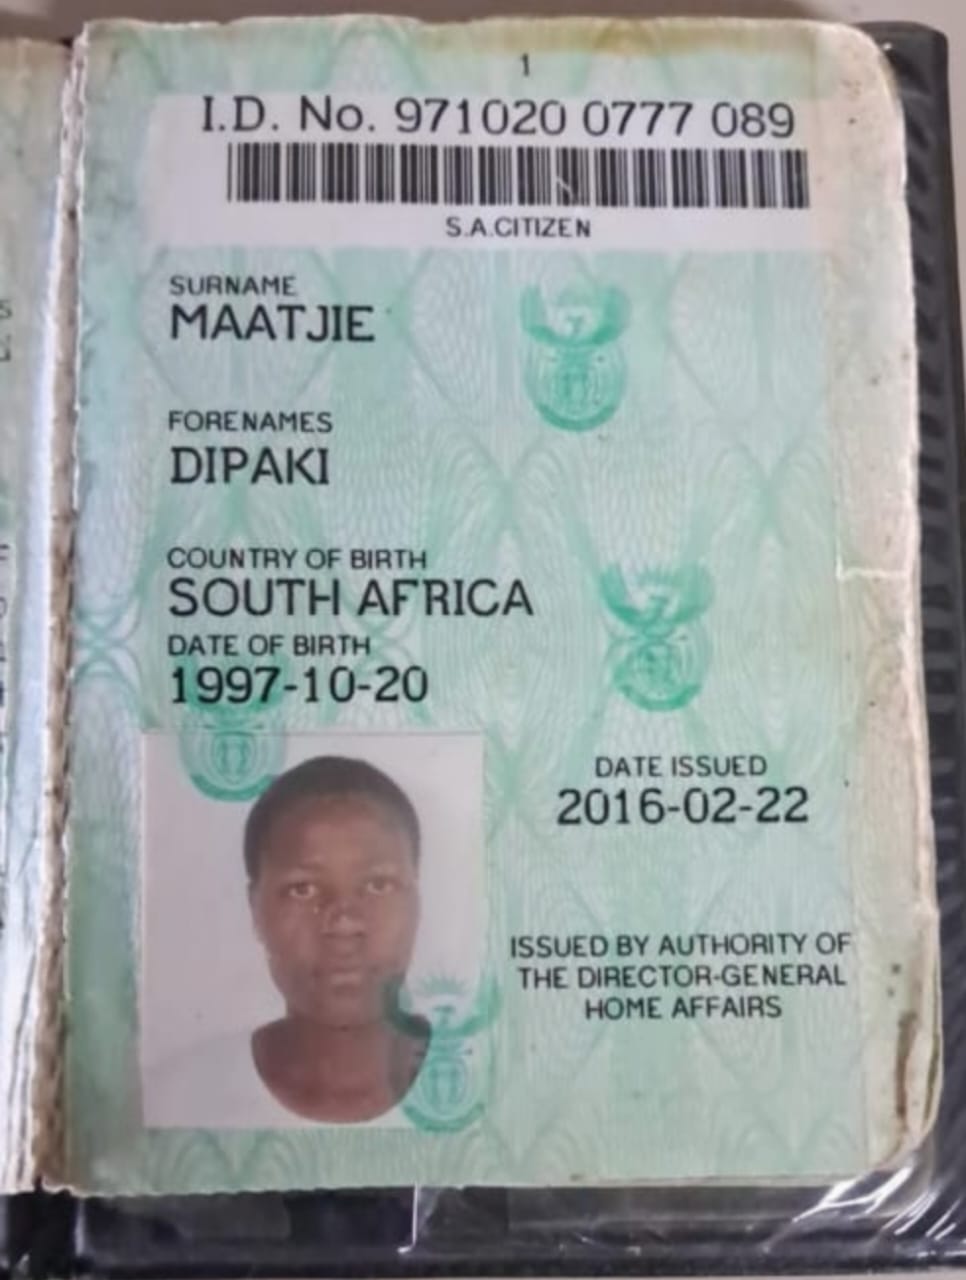 1
I.D. No. 971020 0777 089
S.A.CITIZEN
SURNAME
MAATJIE
FORENAMES
DIPAKI
COUNTRY OF BIRTH
SOUTH AFRICA
DATE OF BIRTH
1997-10-20
DATE ISSUED
2016-02-22
ISSUED BY AUTHORITY OF
THE DIRECTOR-GENERAL
HOME AFFAIRS